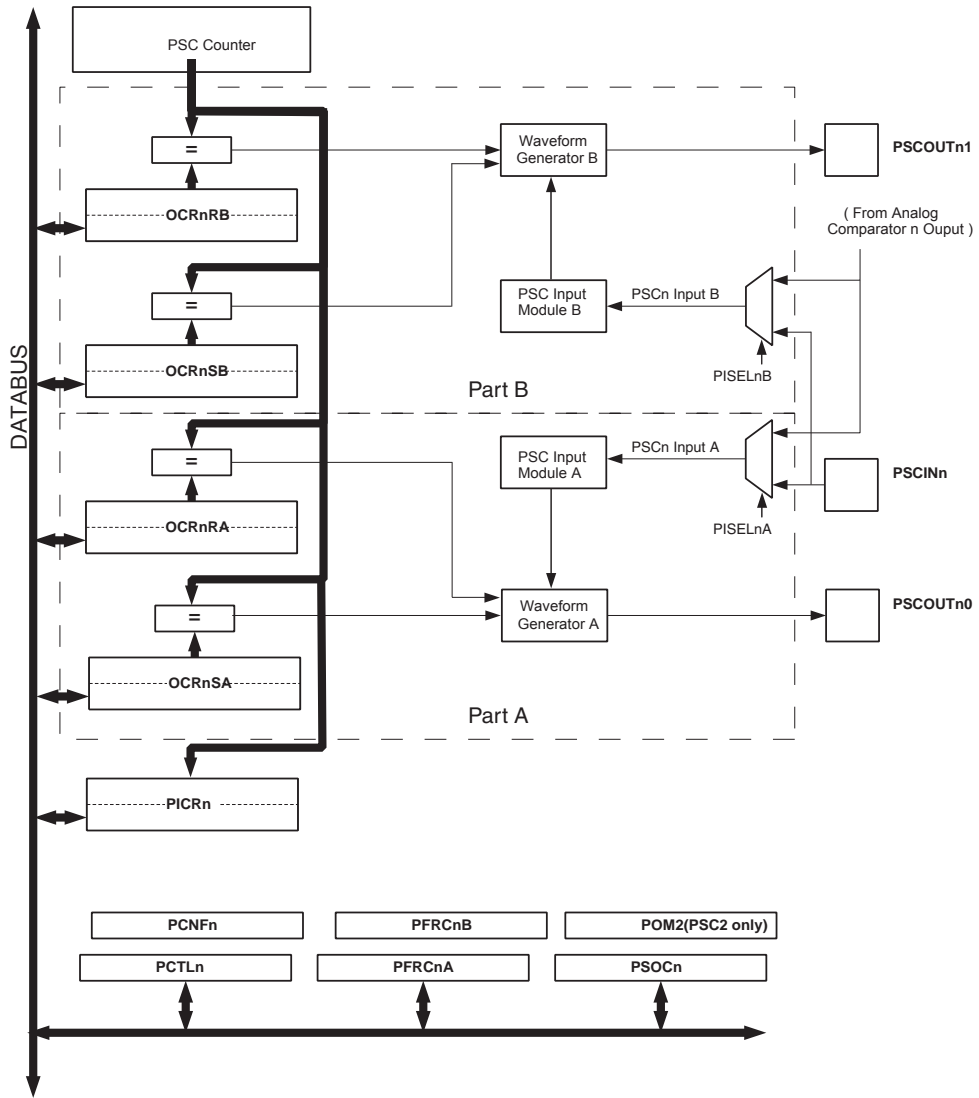 PSC Counter
=
Waveform
Generator B
PSCOUTn1
OCRnRB
( From Analog
Comparator n Ouput )
=
PSC Input
Module B
PSCn Input B
OCRnSB
PISELnB
Part B
DATABUS
=
PSC Input
Module A
PSCn Input A
PSCINn
OCRnRA
PISELnA
=
Waveform
Generator A
PSCOUTn0
OCRnSA
Part A
PICRn
PCNFn
PFRCnB
POM2(PSC2 only)
PCTLn
PFRCnA
PSOCn